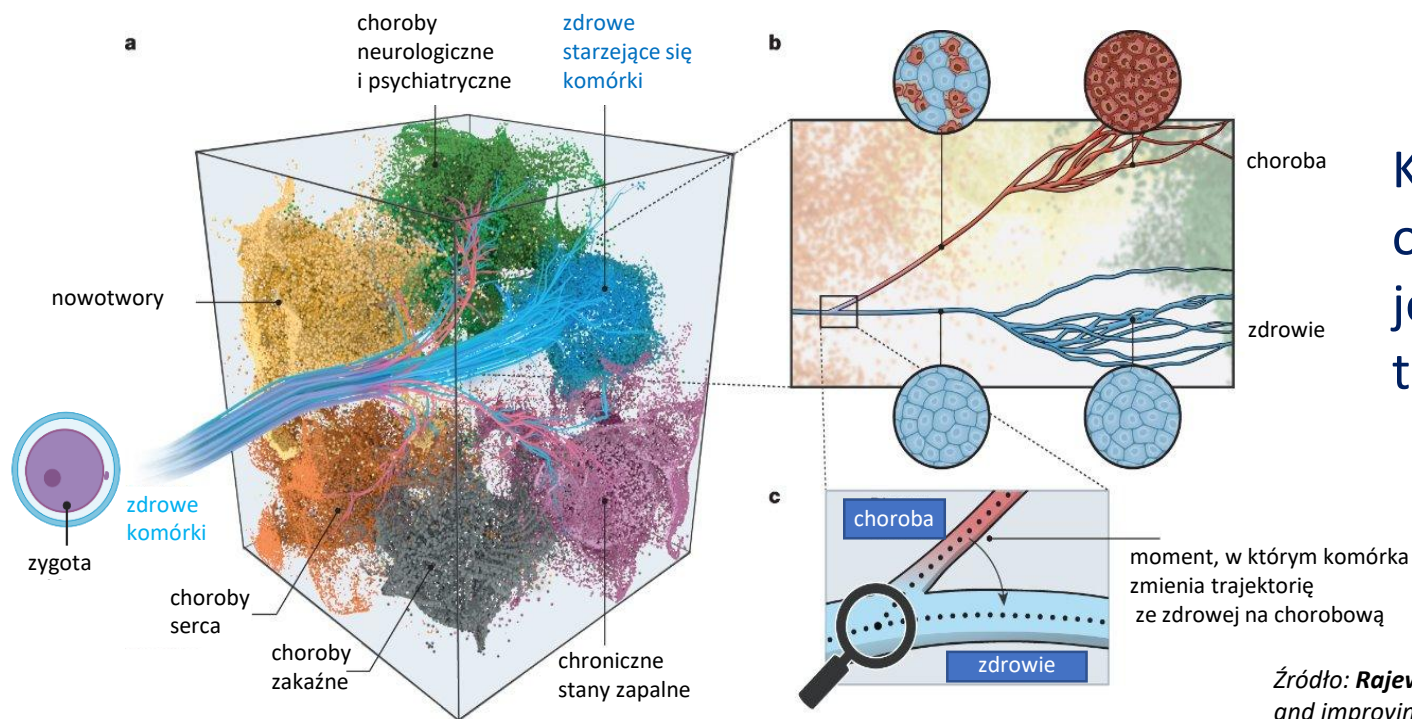 a
choroby
neurologiczne
i psychiatryczne
zdrowe
starzejące się
komórki
nowotwory
zdrowe
komórki
zygota
choroby
serca
choroby
zakaźne
chroniczne
stany zapalne
b
choroba
zdrowie
c
choroba
zdrowie
moment, w którym komórka
zmienia trajektorię
ze zdrowej na chorobową
Źródło:
and